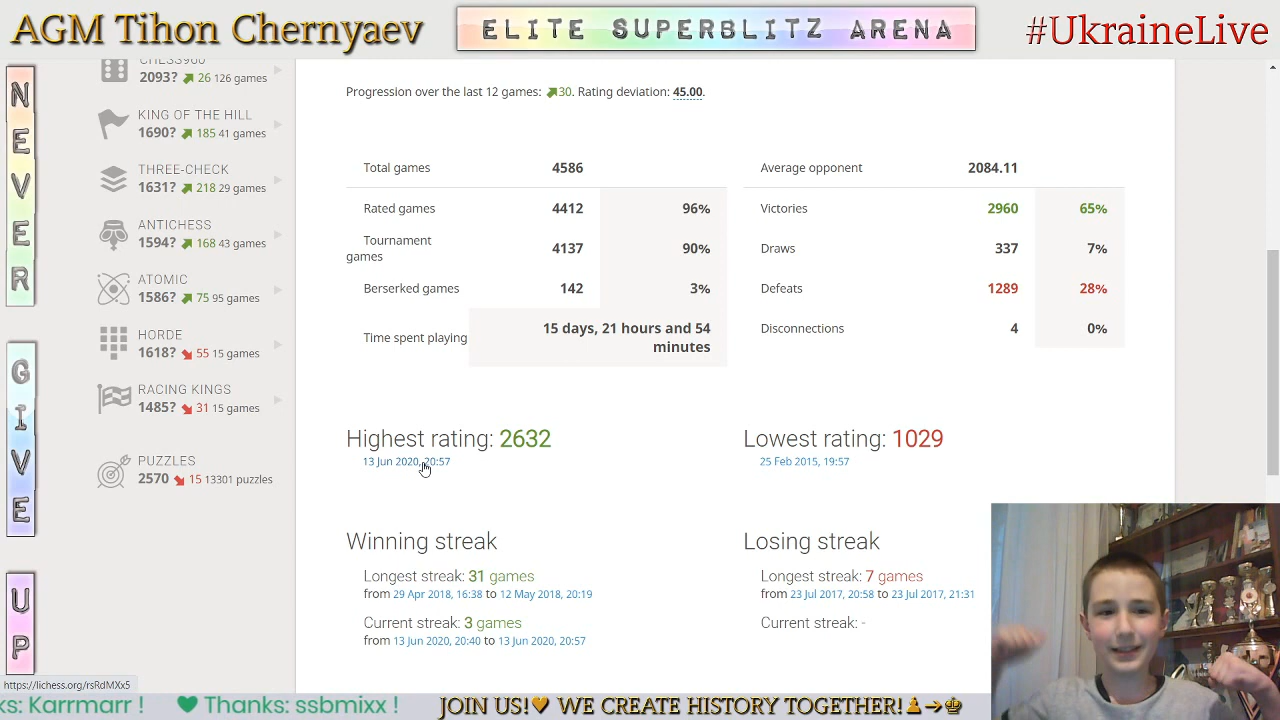 AGM Tihon Chernyaev
ELITE SUPERBLITZ ARENA
#UkraineLive
NEVER
GIVE
UP
CHESS960
2093? 26 126 games
KING OF THE HILL
1690? 185 41 games
THREE-CHECK
1631? 218 29 games
ANTICHESS
1594? 168 43 games
ATOMIC
1586? 75 95 games
HORDE
1618? 55 15 games
RACING KINGS
1485? 31 15 games
PUZZLES
2570 15 13301 puzzles
Progression over the last 12 games: 30. Rating deviation: 45.00.
Total games 4586
Rated games 4412 96%
Tournament
games 4137 90%
Berserked games 142 3%
Time spent playing 15 days, 21 hours and 54
minutes
Average opponent 2084.11
Victories 2960 65%
Draws 337 7%
Defeats 1289 28%
Disconnections 4 0%
Highest rating: 2632
13 Jun 2020, 20:57
Lowest rating: 1029
25 Feb 2015, 19:57
Winning streak
Longest streak: 31 games
from 29 Apr 2018, 16:38 to 12 May 2018, 20:19
Current streak: 3 games
from 13 Jun 2020, 20:40 to 13 Jun 2020, 20:57
Losing streak
Longest streak: 7 games
from 23 Jul 2017, 20:58 to 23 Jul 2017, 21:31
Current streak: -
https://lichess.org/rsRdMXx5
ks: Karrmarr ! 💚 Thanks: ssbmixx !
JOIN US!🧡 WE CREATE HISTORY TOGETHER!♟→♚